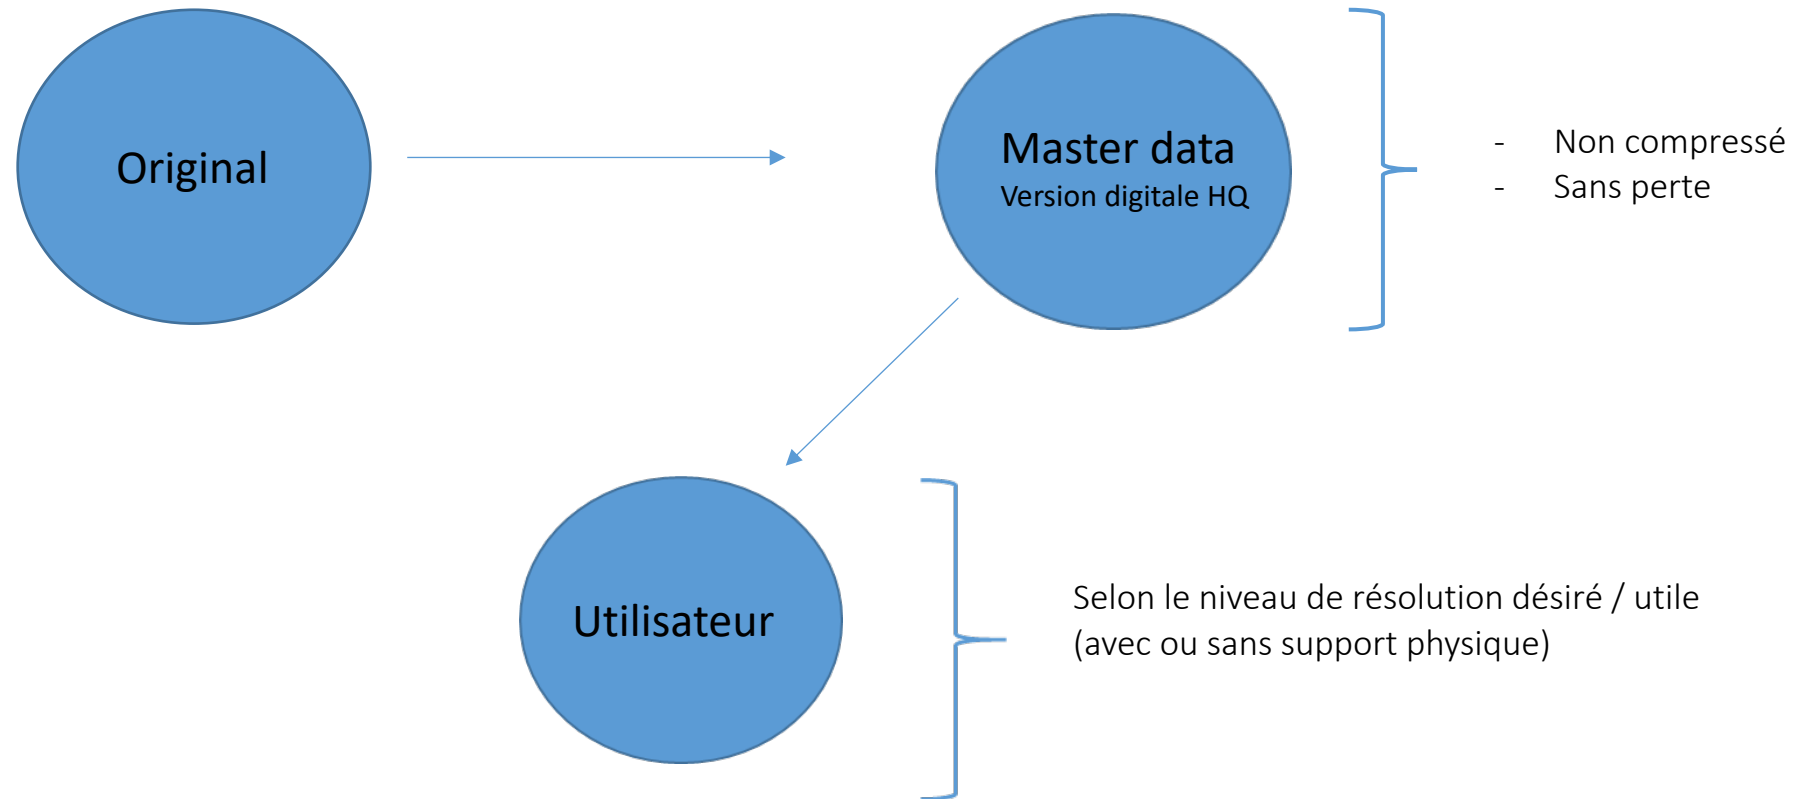 Original
Master data
Version digitale HQ
- Non compressé
- Sans perte
Utilisateur
Selon le niveau de résolution désiré / utile
(avec ou sans support physique)